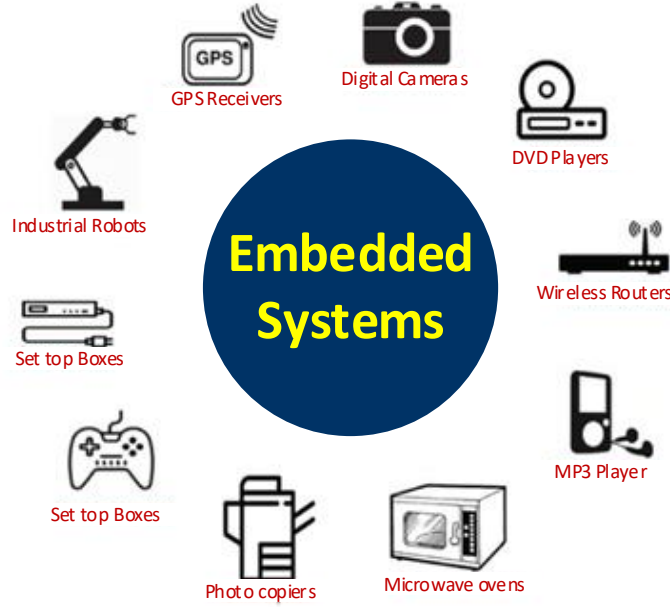 GPS
GPS Receivers
Digital Cameras
DVD Players
Industrial Robots
Embedded
Systems
Wireless Routers
Set top Boxes
MP3 Player
Set top Boxes
Photo copiers
Microwave ovens